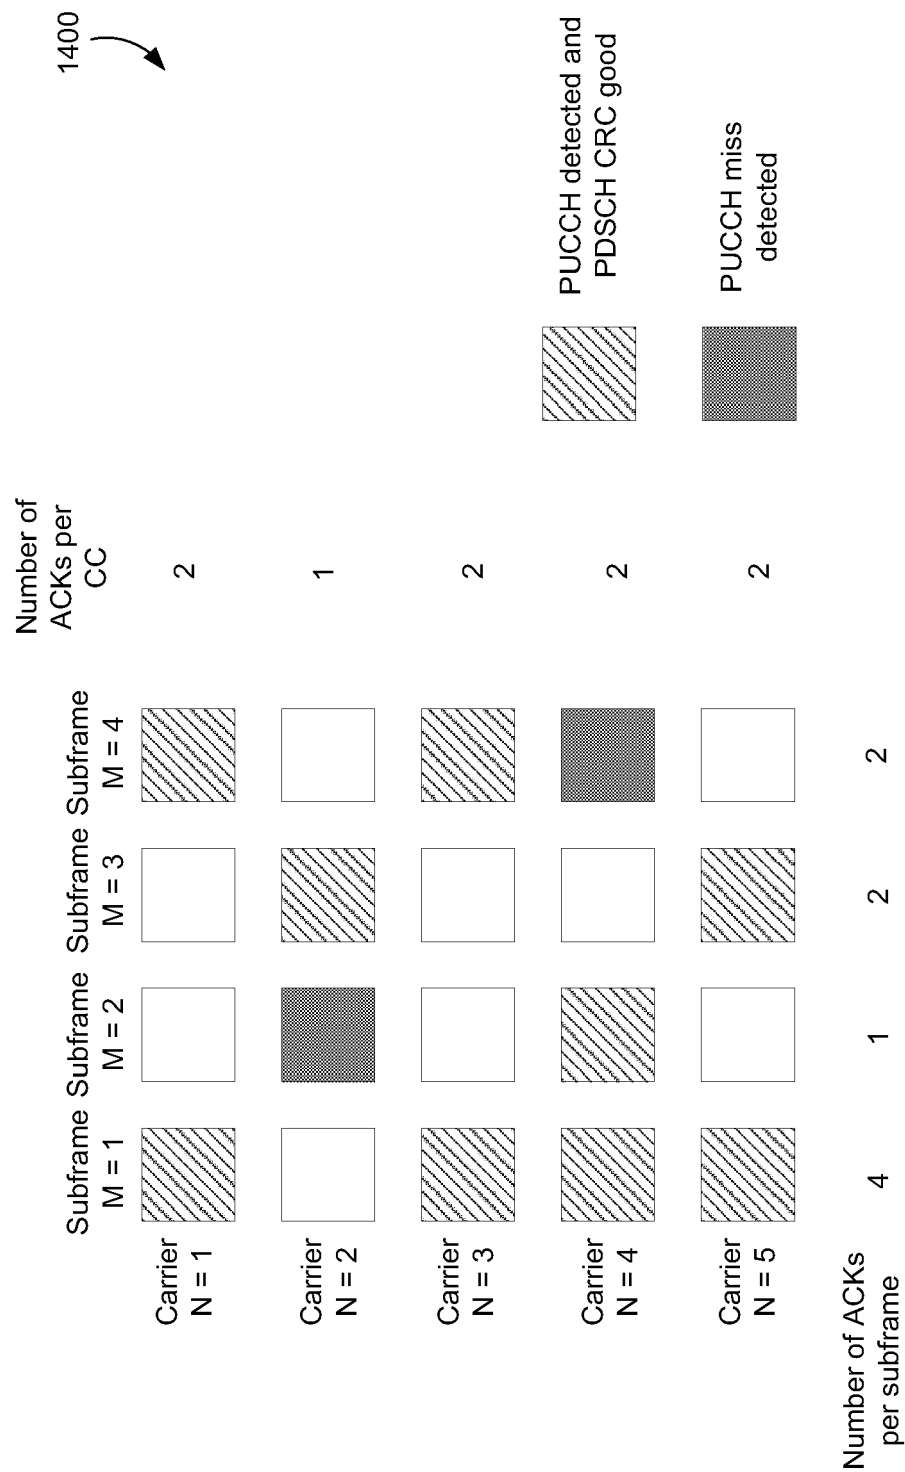 1400
Subframe
M = 1
Subframe
M = 2
Subframe
M = 3
Subframe
M = 4
Number of
ACKs per
CC
Carrier
N = 1
2
Carrier
N = 2
1
Carrier
N = 3
2
Carrier
N = 4
2
Carrier
N = 5
2
Number of ACKs
per subframe
4
1
2
2
PUCCH detected and
PDSCH CRC good
PUCCH miss
detected